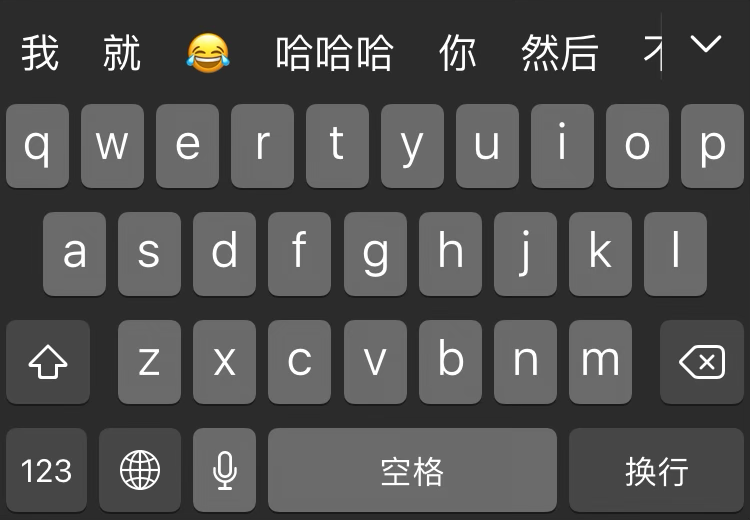 我 就 😂 哈哈哈 你 然后
q w e r t y u i o p
a s d f g h j k l
z x c v b n m
123 空格 换行